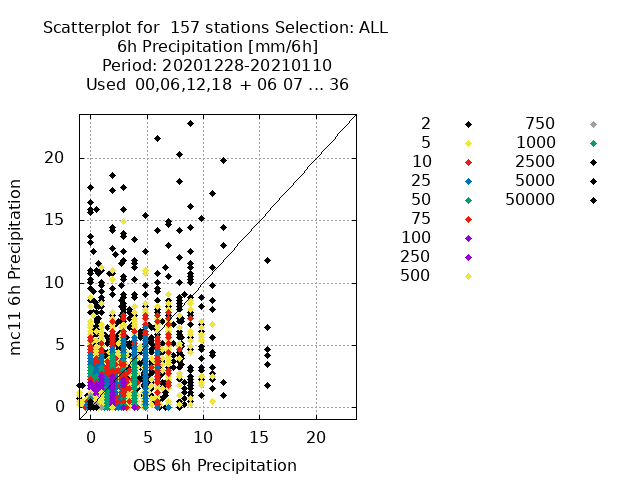 Scatterplot for  157 stations Selection: ALL
6h Precipitation [mm/6h]
Period: 20201228-20210110
Used  00,06,12,18 + 06 07 ... 36
mc11 6h Precipitation
20
15
10
5
0
0 5 10 15 20
OBS 6h Precipitation
2
5
10
25
50
75
100
250
500
750
1000
2500
5000
50000